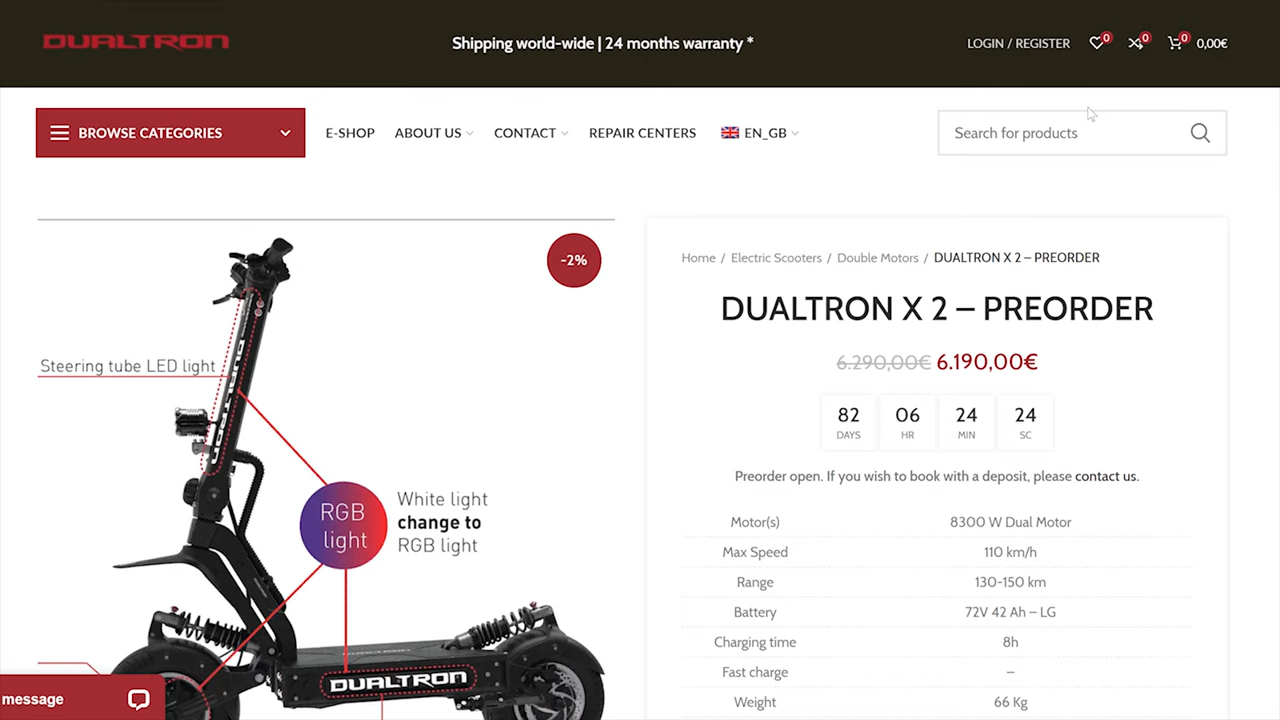 DUALTRON
Shipping world-wide | 24 months warranty *
LOGIN / REGISTER
0
0
0
0,00€
BROWSE CATEGORIES
E-SHOP
ABOUT US
CONTACT
REPAIR CENTERS
EN_GB
Search for products
-2%
Steering tube LED light
DUALTRON
RGB
light
White light
change to
RGB light
DUALTRON
message
Home / Electric Scooters / Double Motors / DUALTRON X 2 – PREORDER
DUALTRON X 2 – PREORDER
6.290,00€ 6.190,00€
82 06 24 24
DAYS HR MIN SC
Preorder open. If you wish to book with a deposit, please contact us.
Motor(s) 8300 W Dual Motor
Max Speed 110 km/h
Range 130-150 km
Battery 72V 42 Ah – LG
Charging time 8h
Fast charge –
Weight 66 Kg